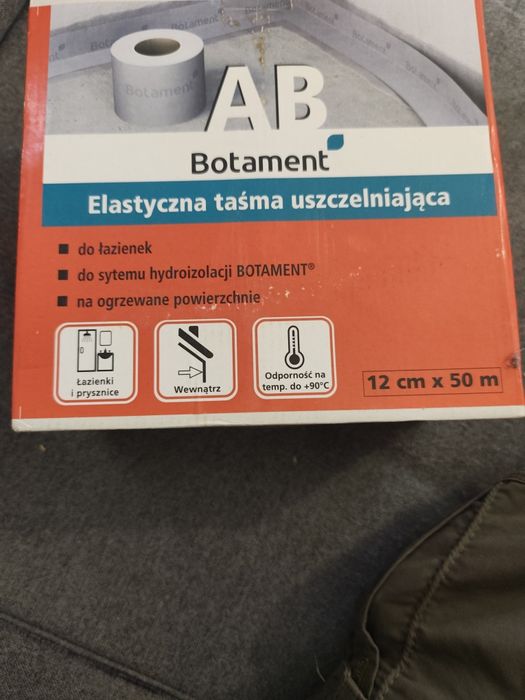 Botament
AB
Botament
Elastyczna taśma uszczelniająca
do łazienek
do sytemu hydroizolacji BOTAMENT®
na ogrzewane powierzchnie
Łazienki
i prysznice
Wewnątrz
Odporność na
temp. do +90°C
12 cm x 50 m